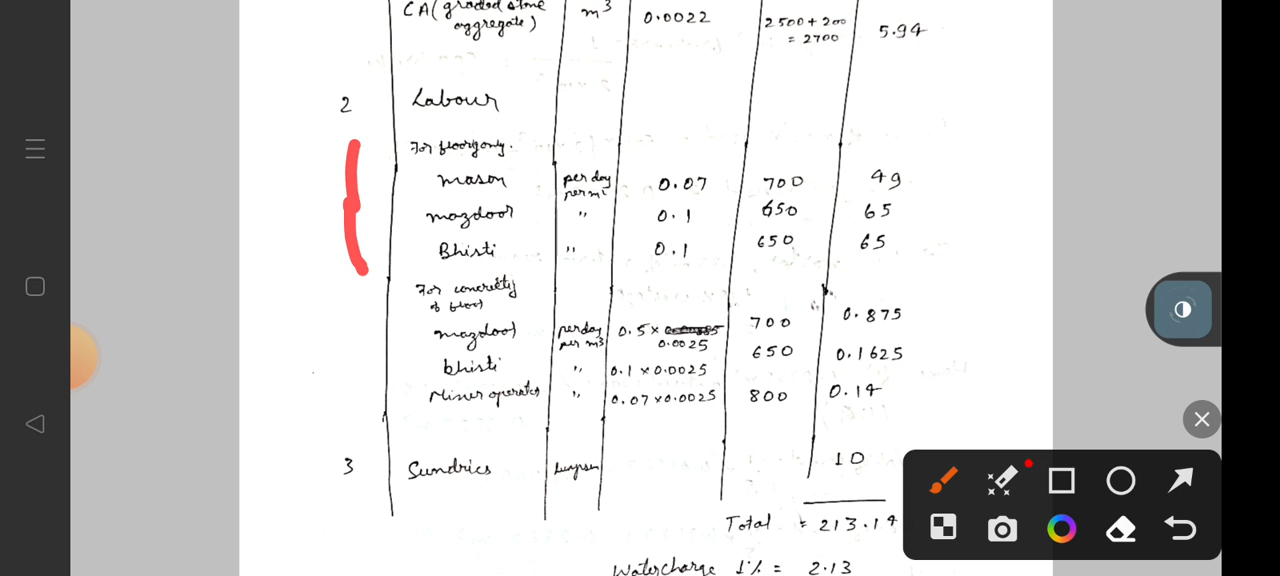 CA (graded stone aggregate) m³ 0.0022 2500 + 200 = 2700 5.94
2 Labour
For floorg only.
Mason per day per m² 0.07 700 49
mazdoor " 0.1 650 65
Bhisti " 0.1 650 65
For concretig of floor
mazdoor per day per m³ 0.5 × 0.0025 700 0.875
bhisti " 0.1 × 0.0025 650 0.1625
Mixer operator " 0.07 × 0.0025 800 0.14
3 Sundrics Lumpsum 10
Total = 213.14
Watercharge 1% = 2.13